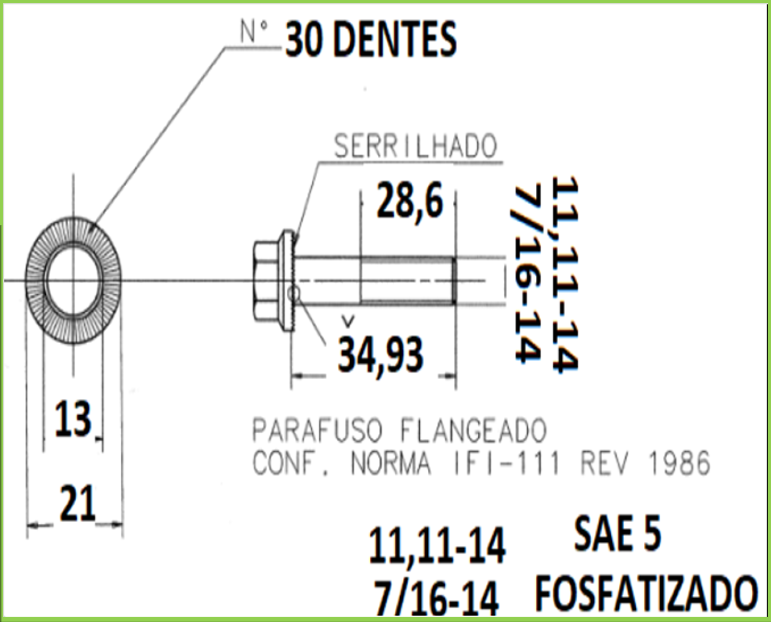 N° 30 DENTES
SERRILHADO
28,6
11,11-14
7/16-14
34,93
13
21
PARAFUSO FLANGEADO
CONF. NORMA IFI-111 REV 1986
11,11-14
7/16-14
SAE 5
FOSFATIZADO